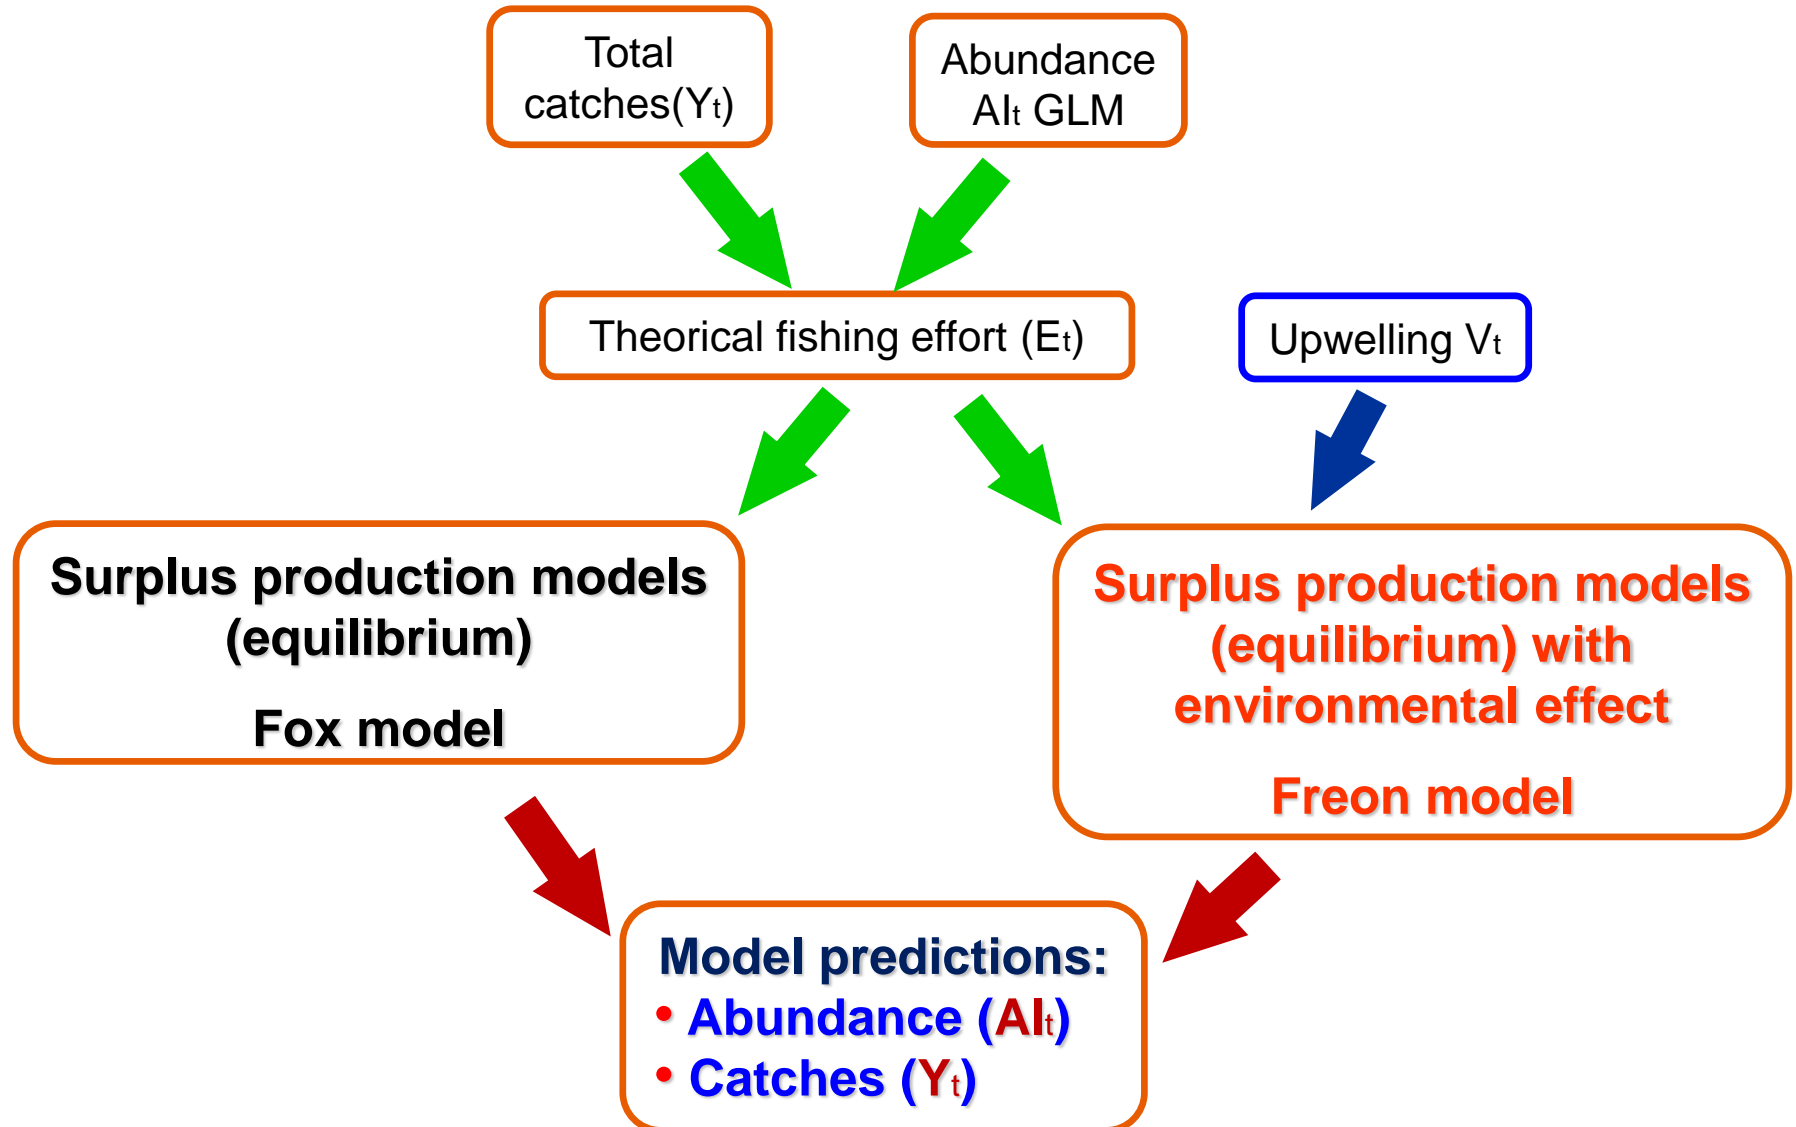 Total
catches(Yt)
Abundance
AIt GLM
Theorical fishing effort (Et)
Upwelling Vt
Surplus production models
(equilibrium)
Fox model
Surplus production models
(equilibrium) with
environmental effect
Freon model
Model predictions:
• Abundance (AIt)
• Catches (Yt)